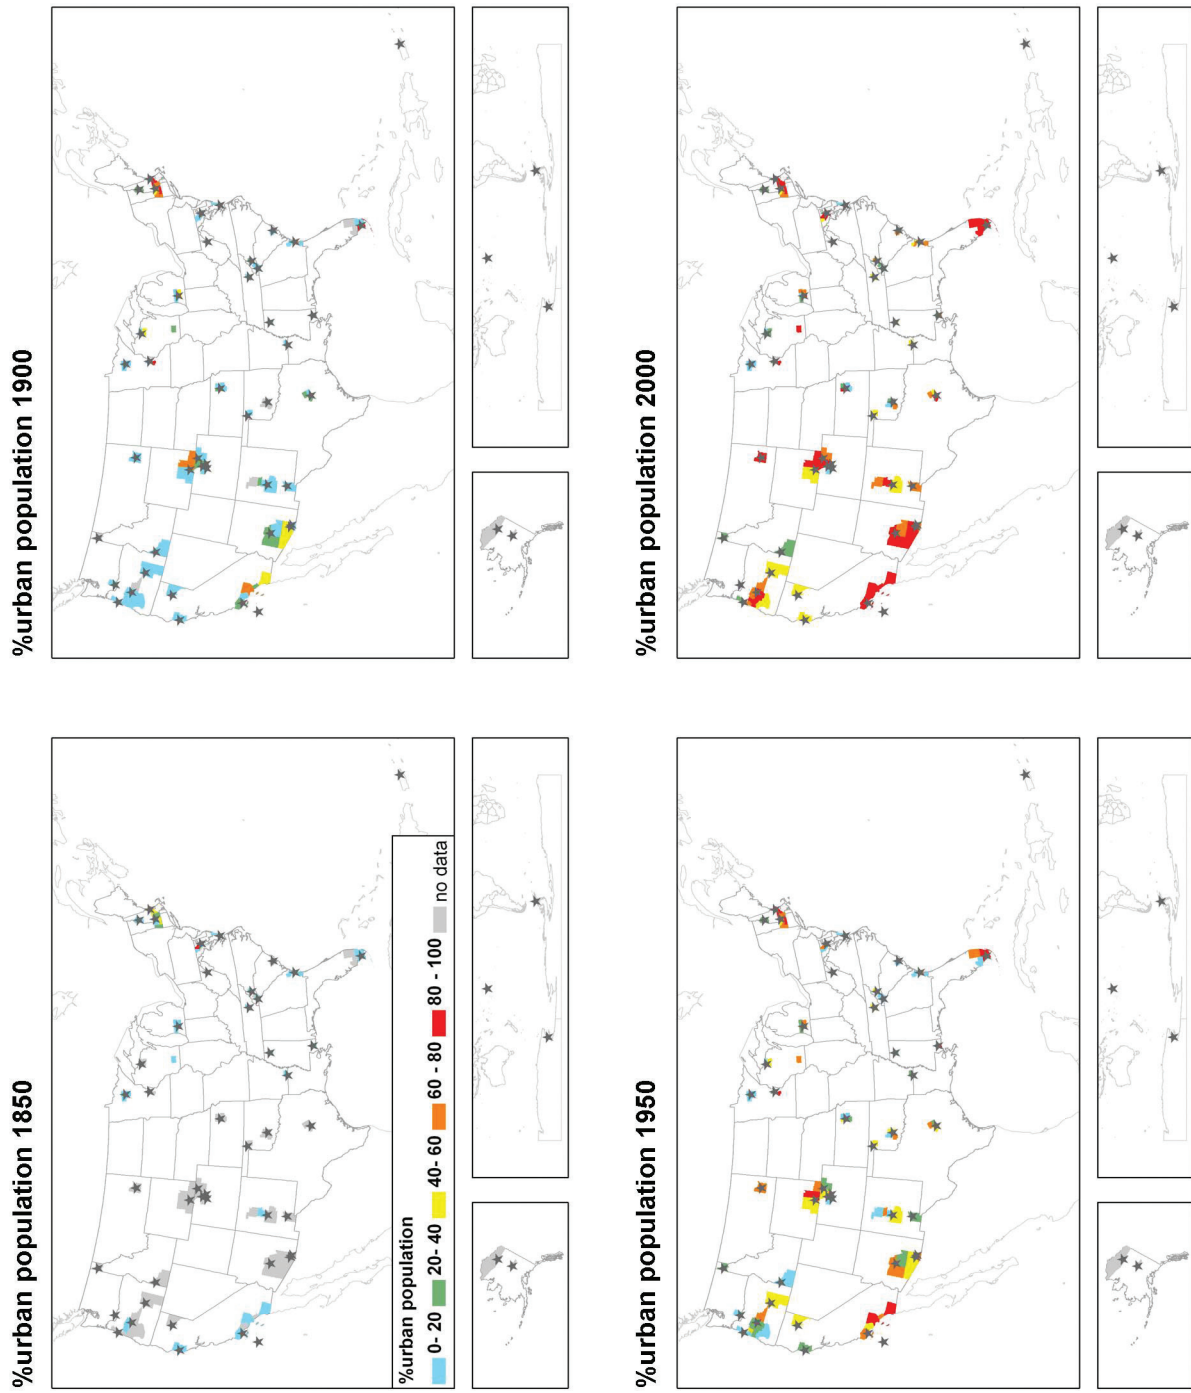 %urban population 1850
%urban population 1900
%urban population
0- 20 20- 40 40- 60 60 - 80 80 - 100 no data
%urban population 1950
%urban population 2000